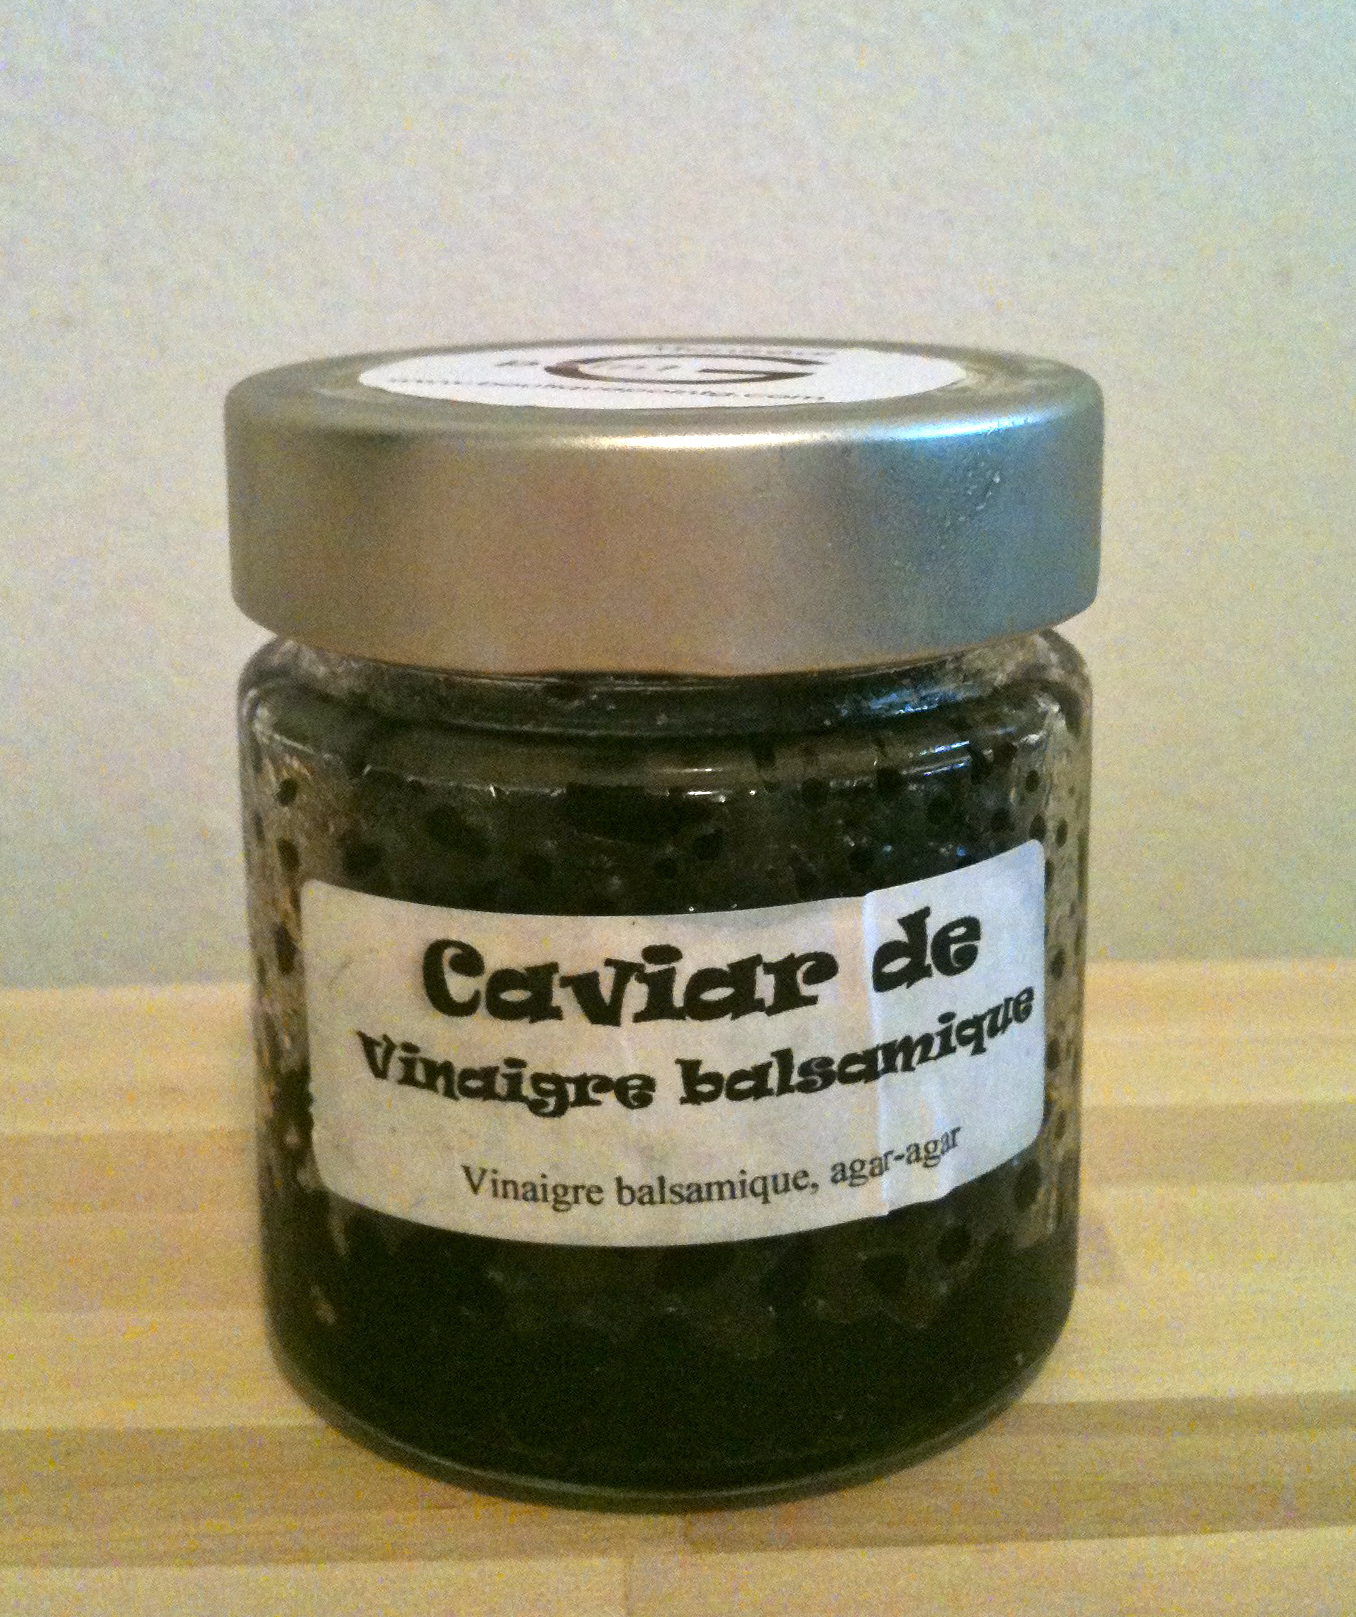 G
Caviar de
Vinaigre balsamique
Vinaigre balsamique, agar-agar